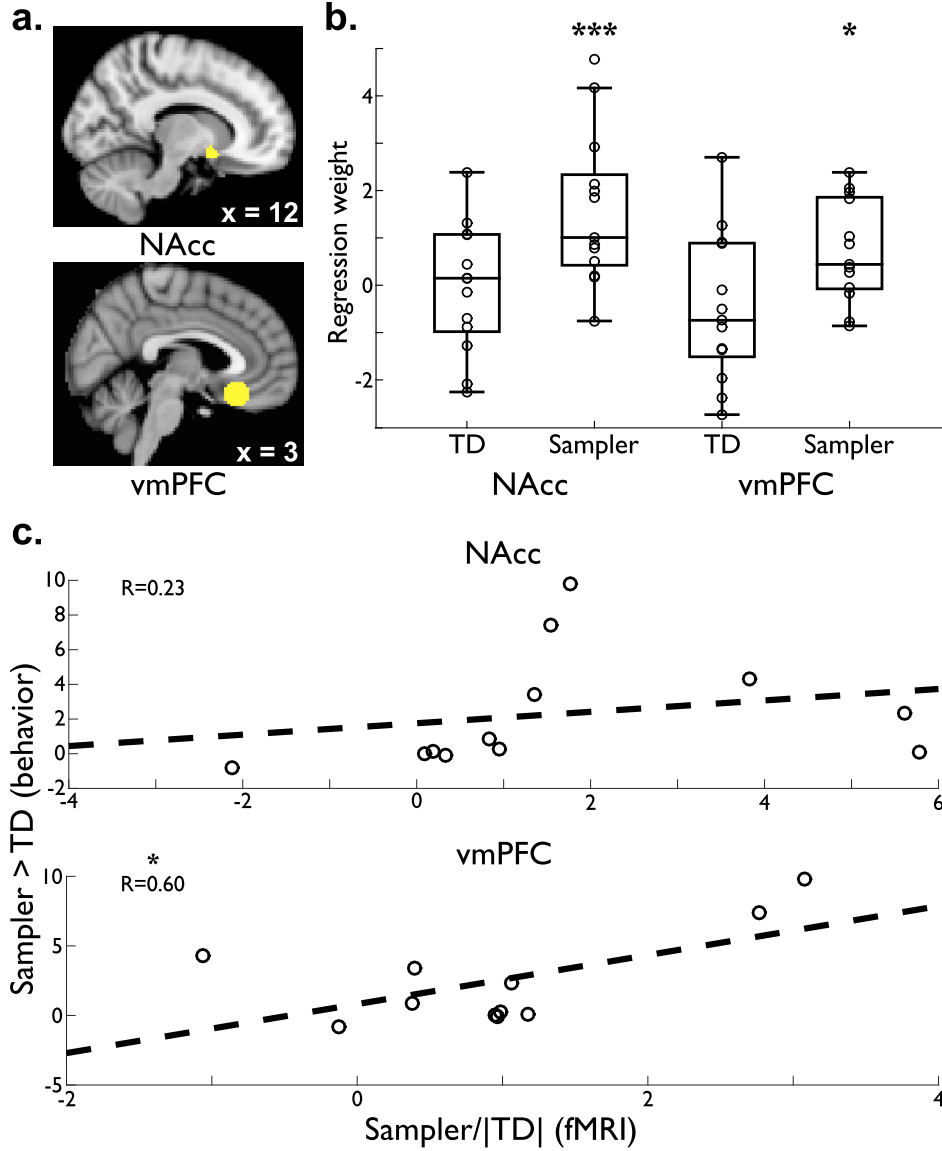 a.
x = 12
NAcc
x = 3
vmPFC
b.
*** *
Regression weight
4
2
0
-2
TD Sampler TD Sampler
NAcc vmPFC
c.
Sampler > TD (behavior)
NAcc
R=0.23
10
8
6
4
2
0
-2
-4 -2 0 2 4 6
vmPFC
*
R=0.60
10
5
0
-5
-2 0 2 4
Sampler/|TD| (fMRI)